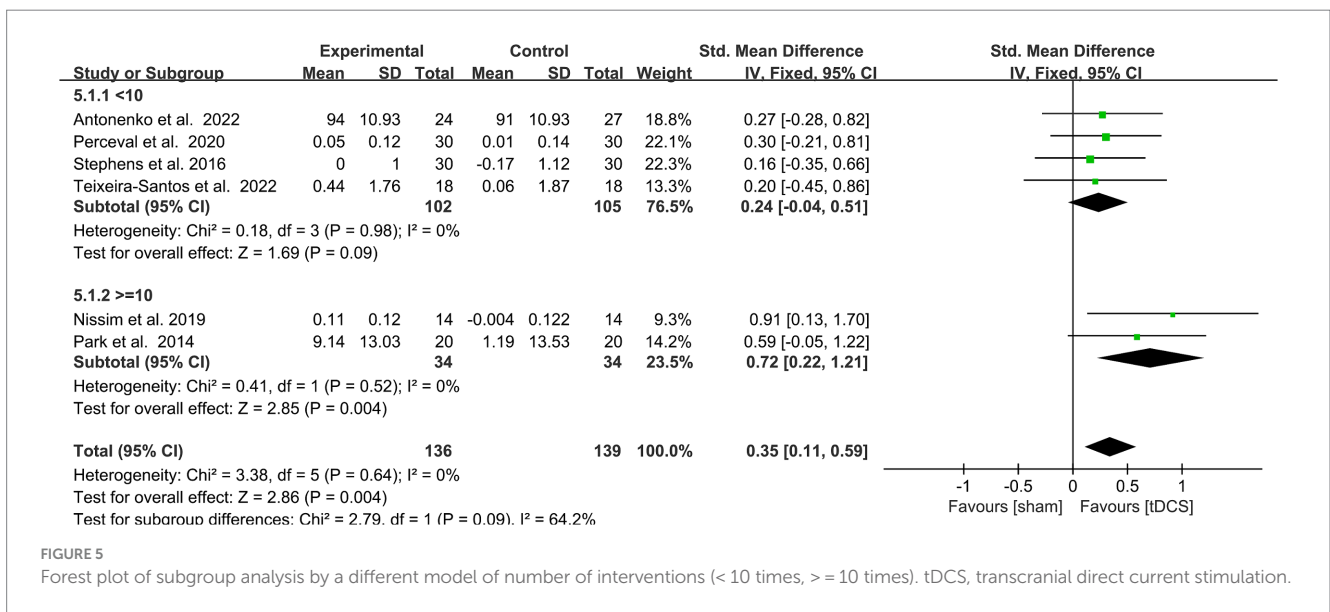 Experimental Control Std. Mean Difference Std. Mean Difference
Study or Subgroup Mean SD Total Mean SD Total Weight IV, Fixed, 95% CI IV, Fixed, 95% CI
5.1.1 <10
Antonenko et al. 2022 94 10.93 24 91 10.93 27 18.8% 0.27 [-0.28, 0.82]
Perceval et al. 2020 0.05 0.12 30 0.01 0.14 30 22.1% 0.30 [-0.21, 0.81]
Stephens et al. 2016 0 1 30 -0.17 1.12 30 22.3% 0.16 [-0.35, 0.66]
Teixeira-Santos et al. 2022 0.44 1.76 18 0.06 1.87 18 13.3% 0.20 [-0.45, 0.86]
Subtotal (95% CI) 102 105 76.5% 0.24 [-0.04, 0.51]
Heterogeneity: Chi² = 0.18, df = 3 (P = 0.98); I² = 0%
Test for overall effect: Z = 1.69 (P = 0.09)
5.1.2 >=10
Nissim et al. 2019 0.11 0.12 14 -0.004 0.122 14 9.3% 0.91 [0.13, 1.70]
Park et al. 2014 9.14 13.03 20 1.19 13.53 20 14.2% 0.59 [-0.05, 1.22]
Subtotal (95% CI) 34 34 23.5% 0.72 [0.22, 1.21]
Heterogeneity: Chi² = 0.41, df = 1 (P = 0.52); I² = 0%
Test for overall effect: Z = 2.85 (P = 0.004)
Total (95% CI) 136 139 100.0% 0.35 [0.11, 0.59]
Heterogeneity: Chi² = 3.38, df = 5 (P = 0.64); I² = 0%
Test for overall effect: Z = 2.86 (P = 0.004)
Test for subgroup differences: Chi² = 2.79, df = 1 (P = 0.09), I² = 64.2%
-1 -0.5 0 0.5 1
Favours [sham] Favours [tDCS]
FIGURE 5
Forest plot of subgroup analysis by a different model of number of interventions (< 10 times, > = 10 times). tDCS, transcranial direct current stimulation.